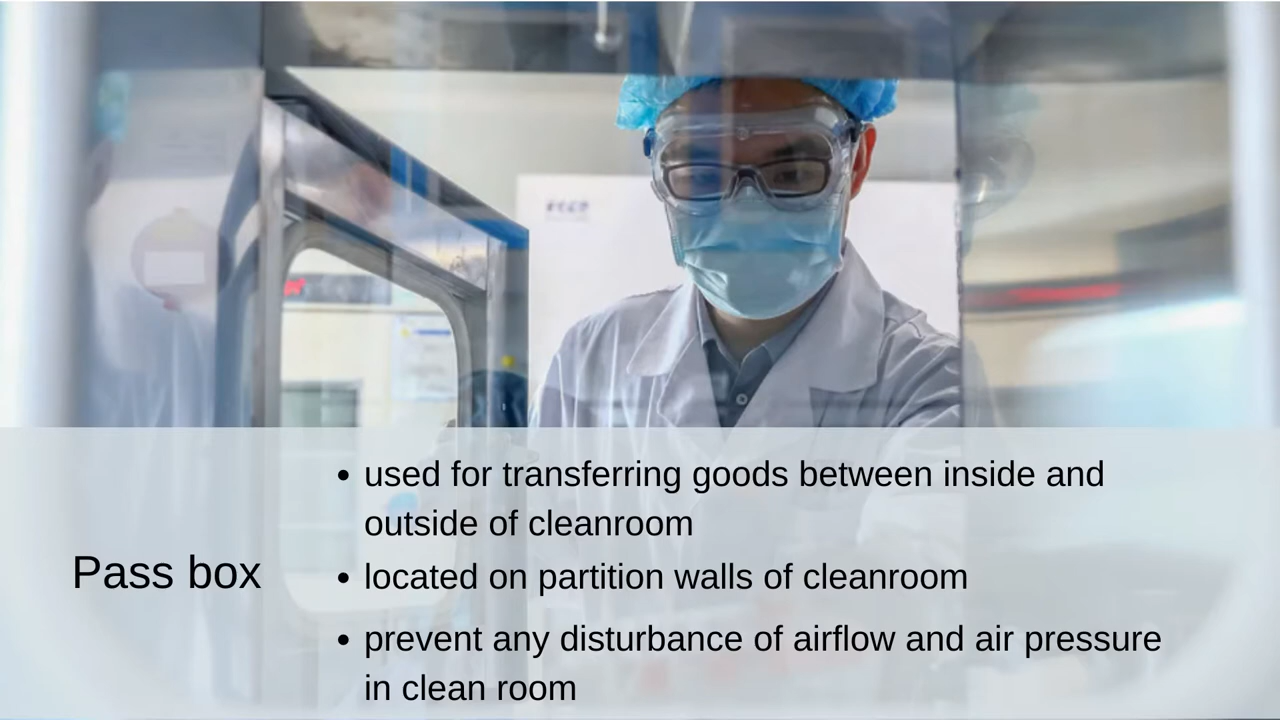 Pass box
• used for transferring goods between inside and
outside of cleanroom
• located on partition walls of cleanroom
• prevent any disturbance of airflow and air pressure
in clean room